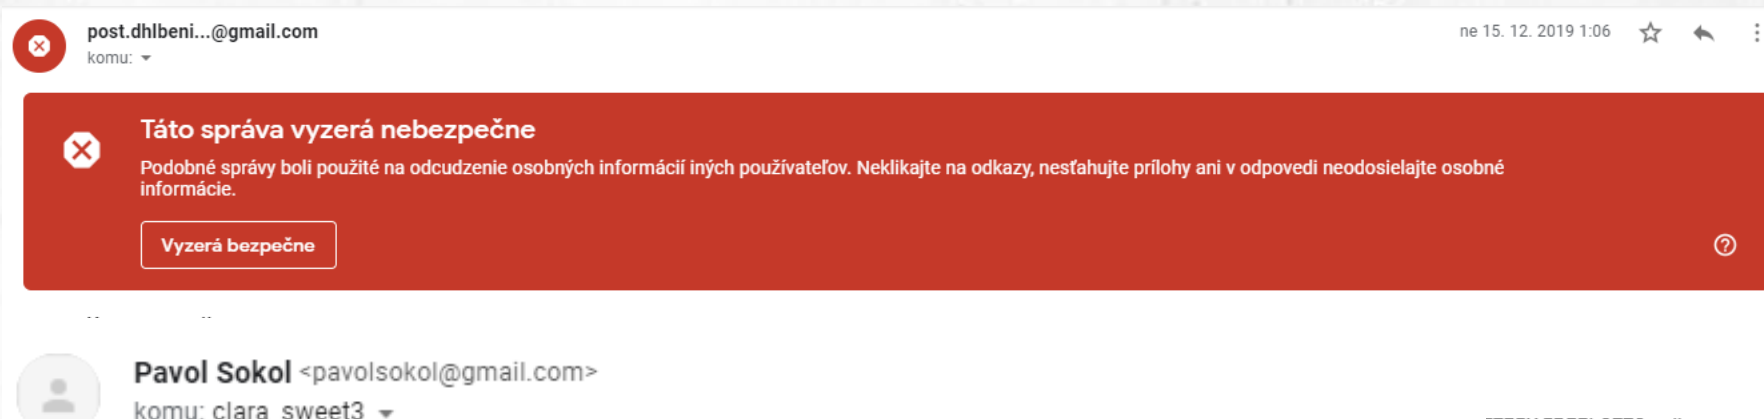 post.dhlbeni...@gmail.com
ne 15. 12. 2019 1:06
komu:
Táto správa vyzerá nebezpečne
Podobné správy boli použité na odcudzenie osobných informácií iných používateľov. Neklikajte na odkazy, nesťahujte prílohy ani v odpovedi neodosielajte osobné
informácie.
Vyzerá bezpečne
Pavol Sokol <pavolsokol@gmail.com>
komu: clara_sweet3